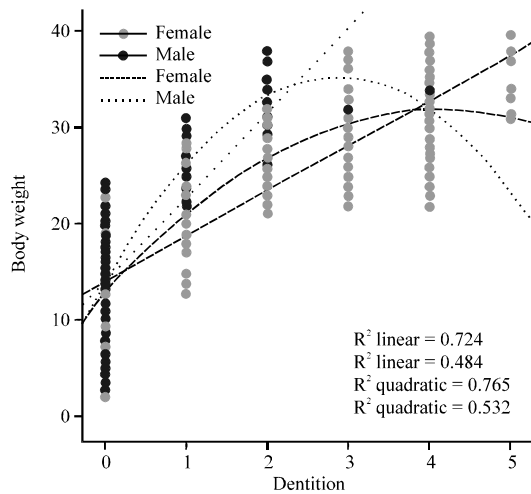 40
30
20
10
0
Body weight
Female
Male
Female
Male
R² linear = 0.724
R² linear = 0.484
R² quadratic = 0.765
R² quadratic = 0.532
0 1 2 3 4 5
Dentition